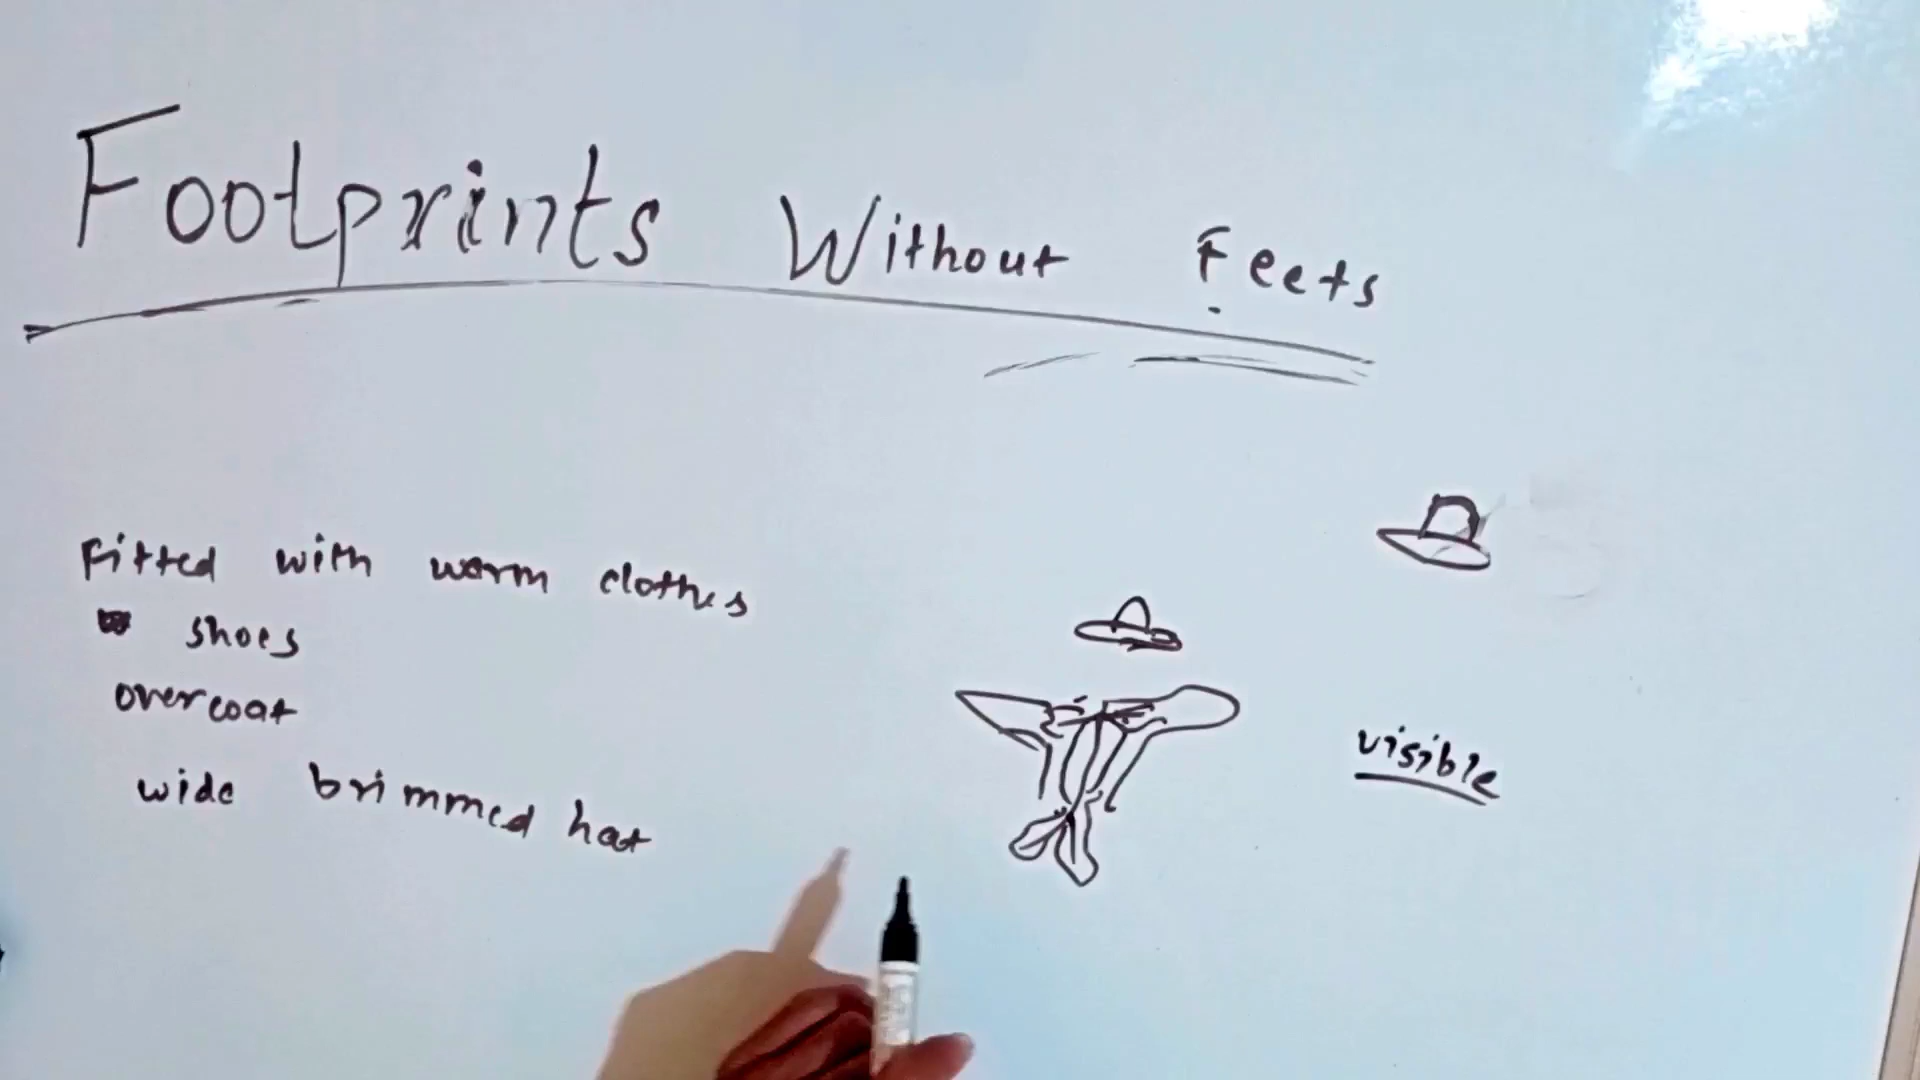 Footprints Without Feets
Fitted with warm clothes
shoes
overcoat
wide brimmed hat
visible